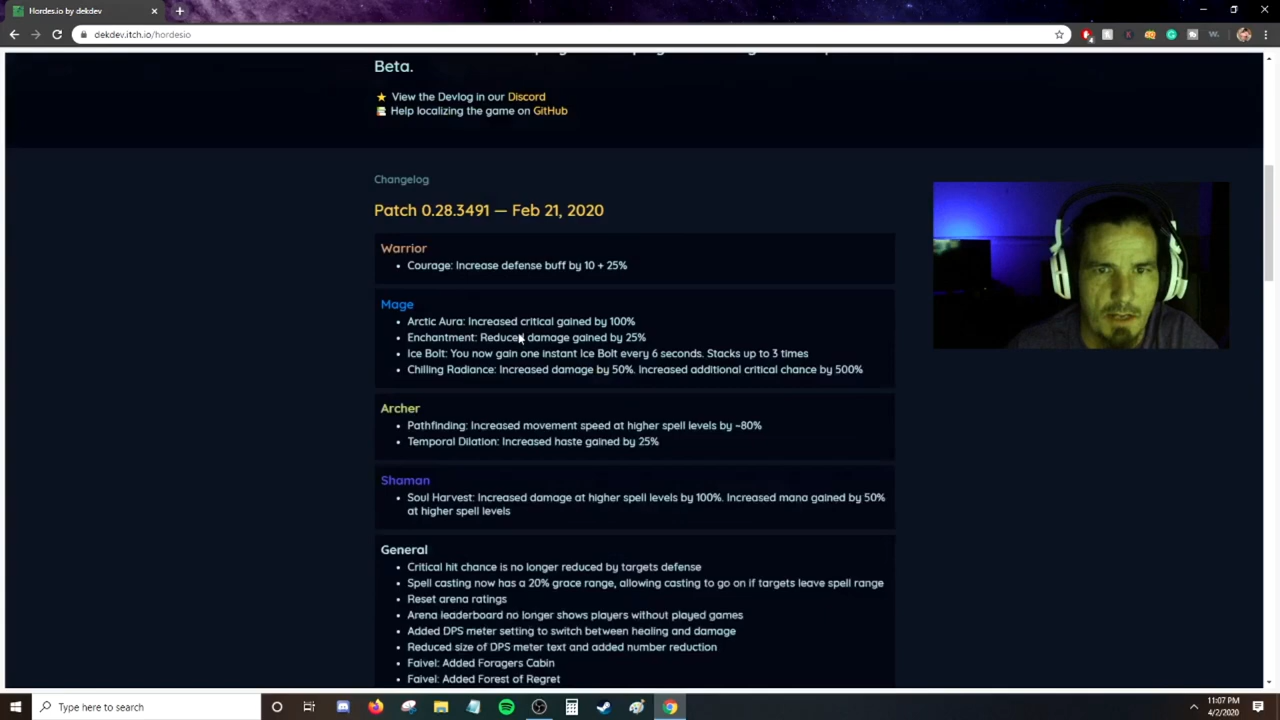 Hordes.io by dekdev
dekdev.itch.io/hordesio
Beta.
View the Devlog in our Discord
Help localizing the game on GitHub
Changelog
Patch 0.28.3491 — Feb 21, 2020
Warrior
• Courage: Increase defense buff by 10 + 25%
Mage
• Arctic Aura: Increased critical gained by 100%
• Enchantment: Reduced damage gained by 25%
• Ice Bolt: You now gain one instant Ice Bolt every 6 seconds. Stacks up to 3 times
• Chilling Radiance: Increased damage by 50%. Increased additional critical chance by 500%
Archer
• Pathfinding: Increased movement speed at higher spell levels by ~80%
• Temporal Dilation: Increased haste gained by 25%
Shaman
• Soul Harvest: Increased damage at higher spell levels by 100%. Increased mana gained by 50%
at higher spell levels
General
• Critical hit chance is no longer reduced by targets defense
• Spell casting now has a 20% grace range, allowing casting to go on if targets leave spell range
• Reset arena ratings
• Arena leaderboard no longer shows players without played games
• Added DPS meter setting to switch between healing and damage
• Reduced size of DPS meter text and added number reduction
• Faivel: Added Foragers Cabin
• Faivel: Added Forest of Regret
Type here to search
11:07 PM
4/2/2020